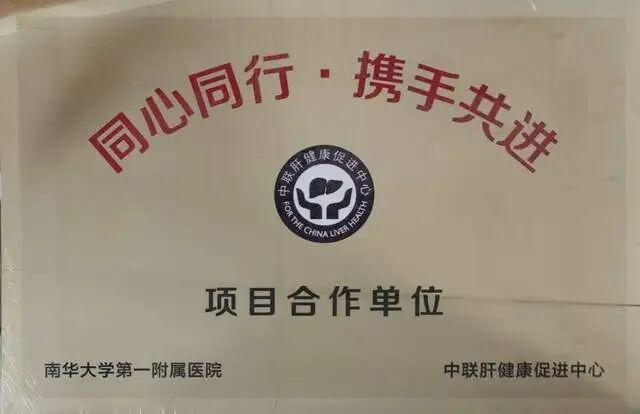 同心同行·携手共进
中联肝健康促进中心
FOR THE CHINA LIVER HEALTH
项目合作单位
南华大学第一附属医院
中联肝健康促进中心